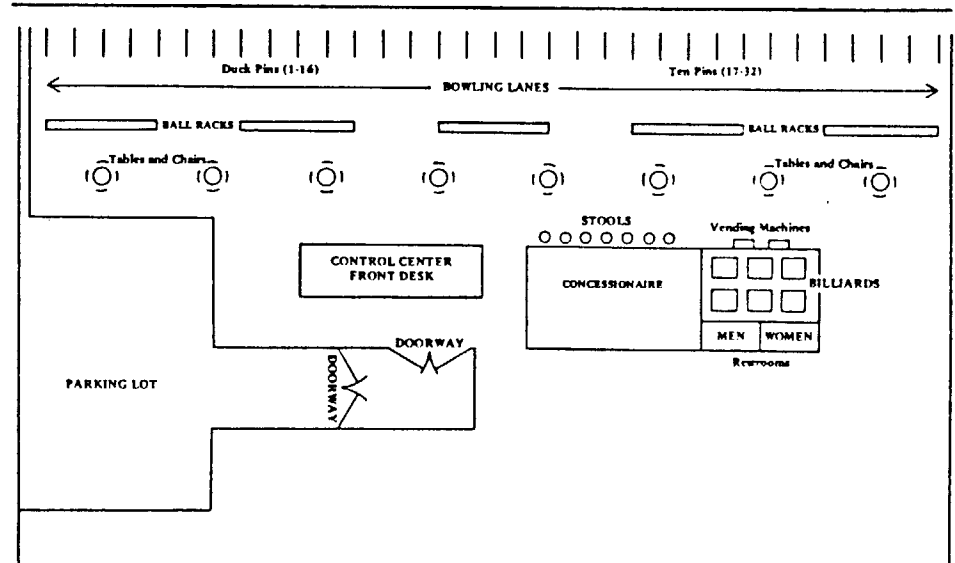 Duck Pins (1-16)
Ten Pins (17-32)
BOWLING LANES
BALL RACKS
BALL RACKS
Tables and Chairs
Tables and Chairs
STOOLS
Vending Machines
CONTROL CENTER
FRONT DESK
CONCESSIONAIRE
BILLIARDS
MEN
WOMEN
Restrooms
DOORWAY
DOORWAY
PARKING LOT